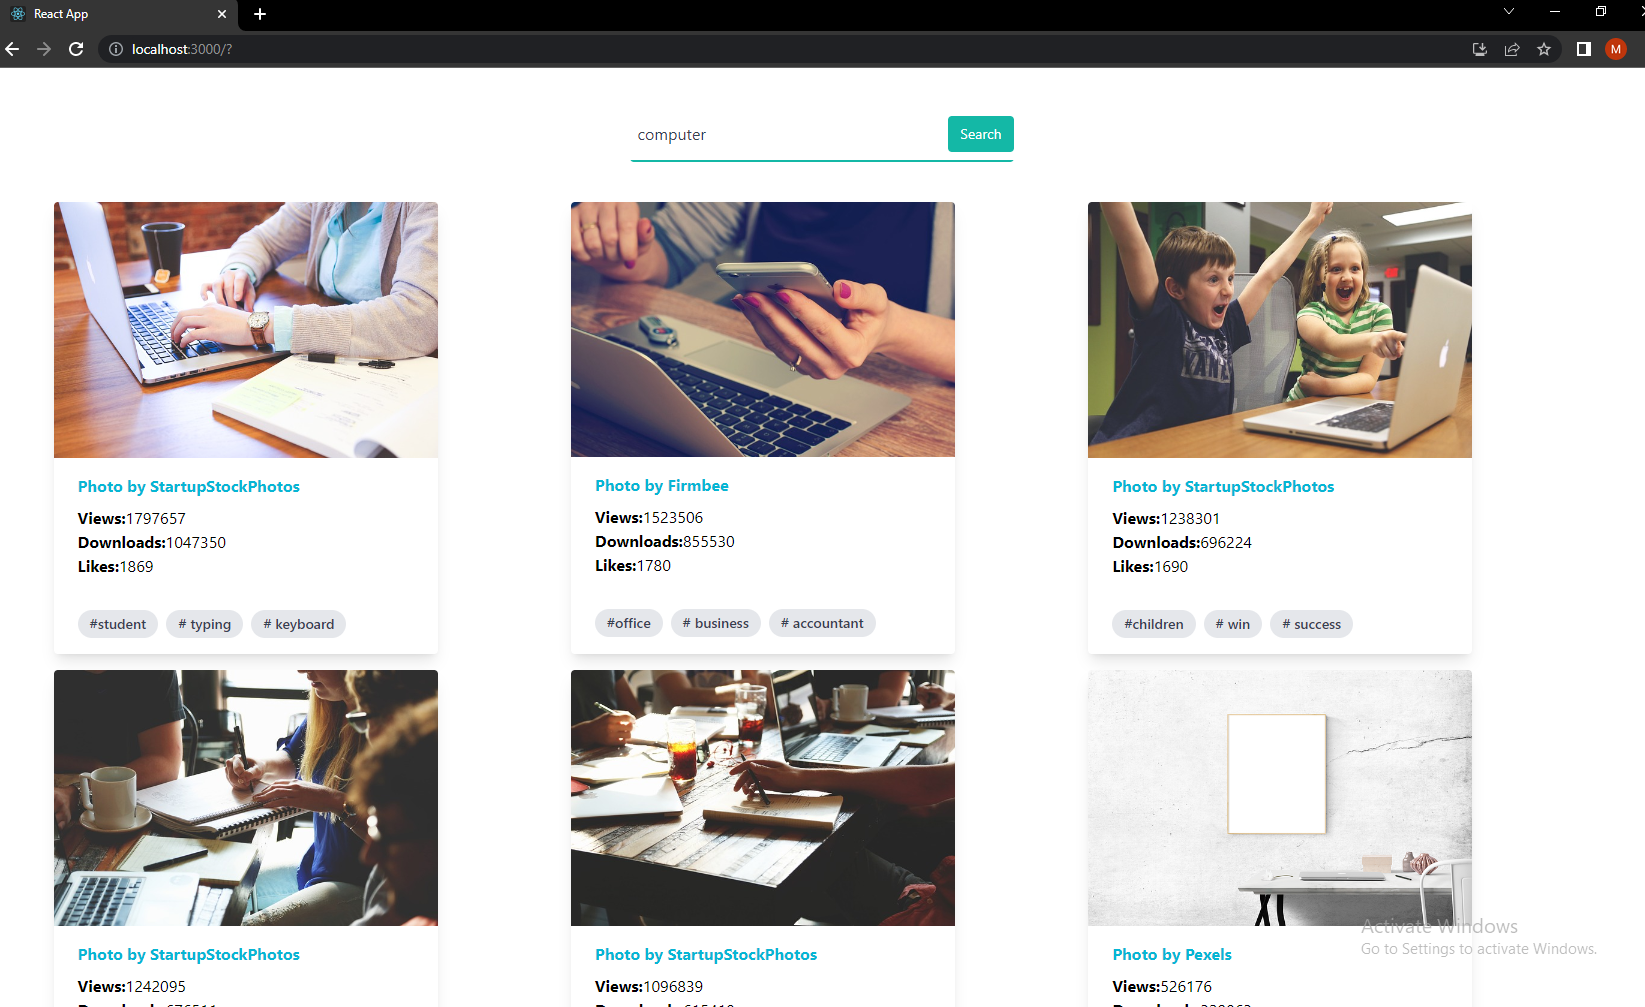 React App
localhost:3000/?
M
computer
Search
Photo by StartupStockPhotos
Views:1797657
Downloads:1047350
Likes:1869
#student # typing # keyboard
Photo by Firmbee
Views:1523506
Downloads:855530
Likes:1780
#office # business # accountant
Photo by StartupStockPhotos
Views:1238301
Downloads:696224
Likes:1690
#children # win # success
Photo by StartupStockPhotos
Views:1242095
Photo by StartupStockPhotos
Views:1096839
Photo by Pexels
Views:526176
Activate Windows
Go to Settings to activate Windows.